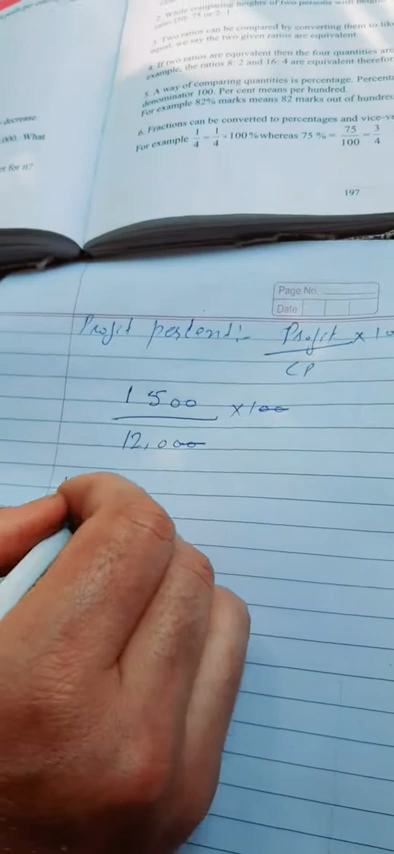 2. While comparing heights of two persons with heights
ratio 150 : 75 or 2 : 1
3. Two ratios can be compared by converting them to like
equal, we say the two given ratios are equivalent
4. If two ratios are equivalent then the four quantities are
example, the ratios 8: 2 and 16: 4 are equivalent therefor
5. A way of comparing quantities is percentage. Percenta
denominator 100. Per cent means per hundred.
For example 82% marks means 82 marks out of hundred
6. Fractions can be converted to percentages and vice-v
For example 1/4 = 1/4 × 100 % whereas 75 % = 75/100 = 3/4
decrease.
000. What
er for it?
197
Page No.
Date
Profit percent:- Profit × 10
CP
1500 × 100
12,000